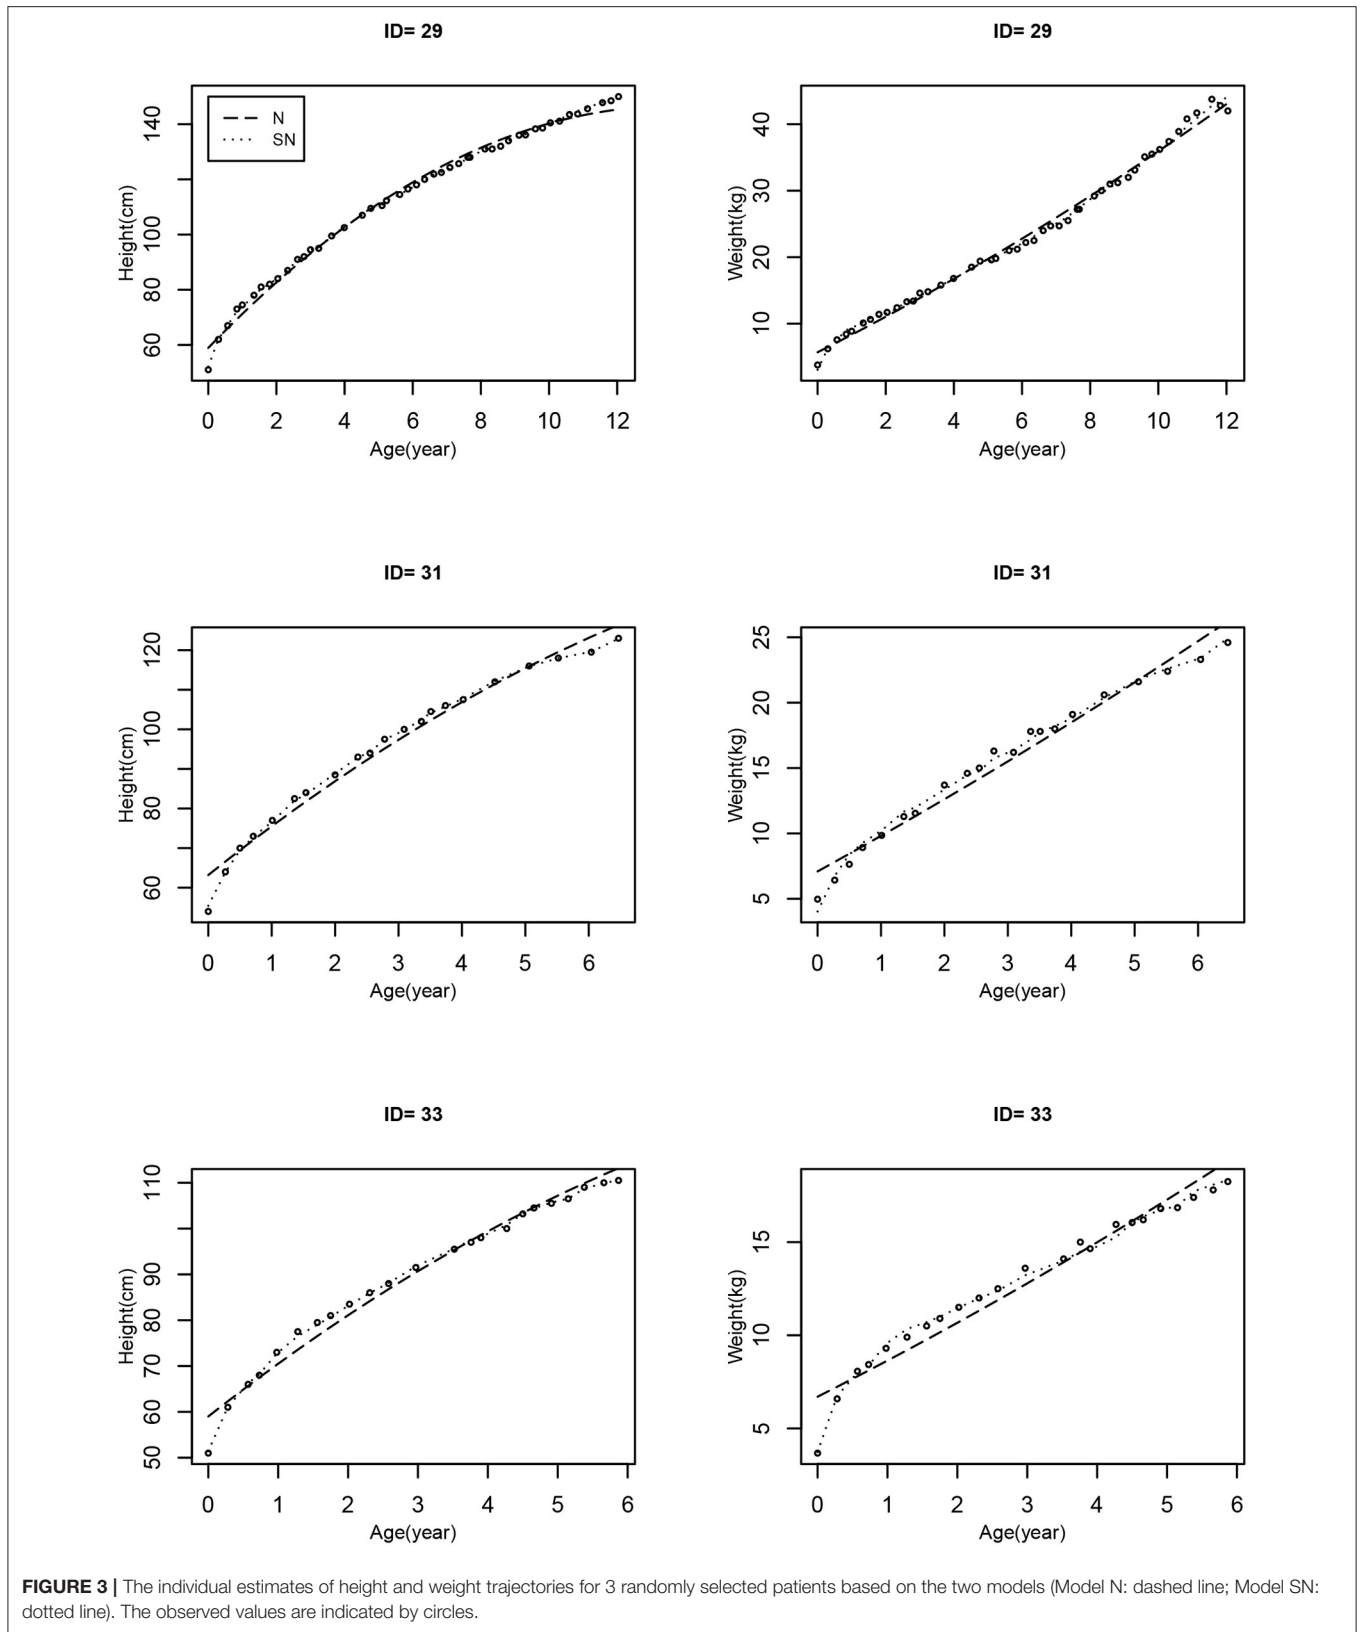 ID= 29
ID= 29
N
SN
Height(cm)
60
80
100
140
0 2 4 6 8 10 12
Age(year)
Weight(kg)
10
20
30
40
0 2 4 6 8 10 12
Age(year)
ID= 31
ID= 31
Height(cm)
60
80
100
120
0 1 2 3 4 5 6
Age(year)
Weight(kg)
5
10
15
20
25
0 1 2 3 4 5 6
Age(year)
ID= 33
ID= 33
Height(cm)
50
60
70
80
90
110
0 1 2 3 4 5 6
Age(year)
Weight(kg)
5
10
15
0 1 2 3 4 5 6
Age(year)
FIGURE 3 | The individual estimates of height and weight trajectories for 3 randomly selected patients based on the two models (Model N: dashed line; Model SN:
dotted line). The observed values are indicated by circles.